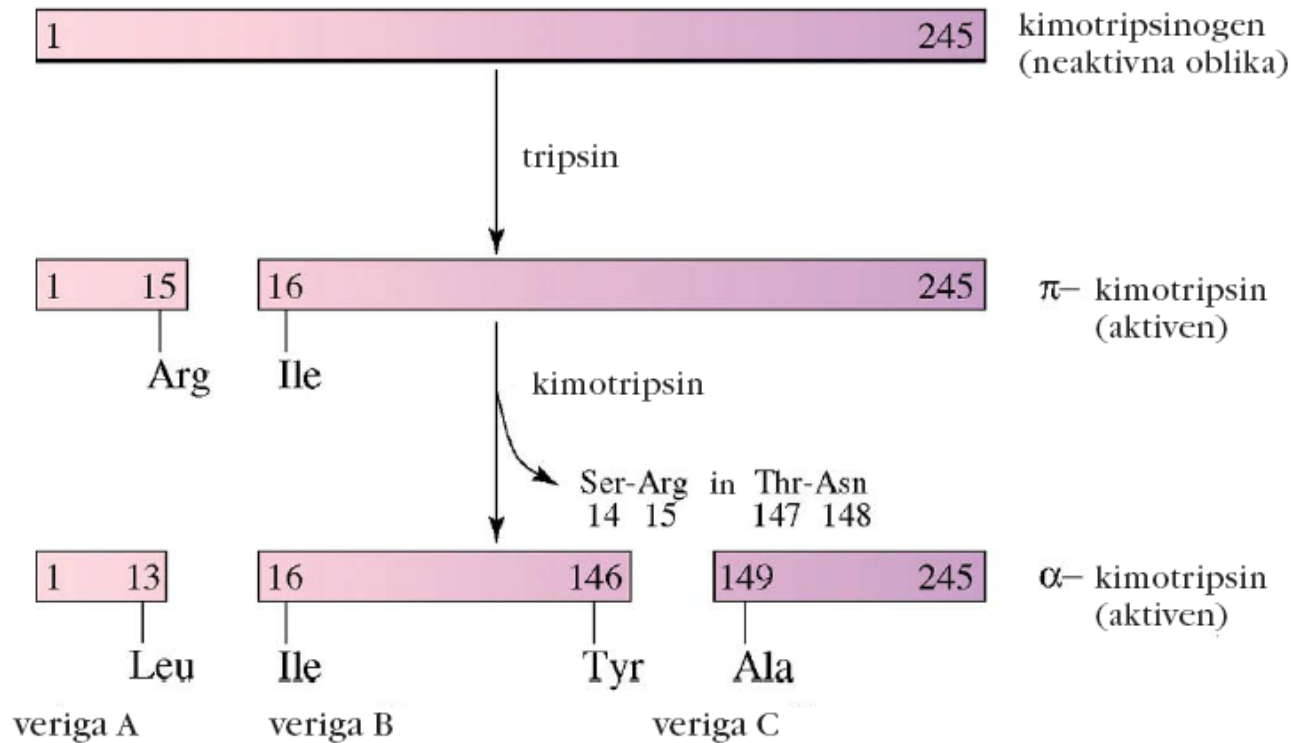 1 245 kimotripsinogen
(neaktivna oblika)
tripsin
1 15 16 245 π– kimotripsin
(aktiven)
Arg Ile
kimotripsin
Ser-Arg in Thr-Asn
14 15 147 148
1 13 16 146 149 245 α– kimotripsin
(aktiven)
Leu Ile Tyr Ala
veriga A veriga B veriga C